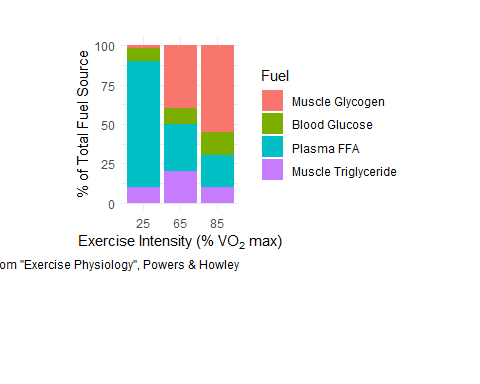 100
75
50
25
0
% of Total Fuel Source
25 65 85
Exercise Intensity (% VO2 max)
Fuel
Muscle Glycogen
Blood Glucose
Plasma FFA
Muscle Triglyceride
om "Exercise Physiology", Powers & Howley